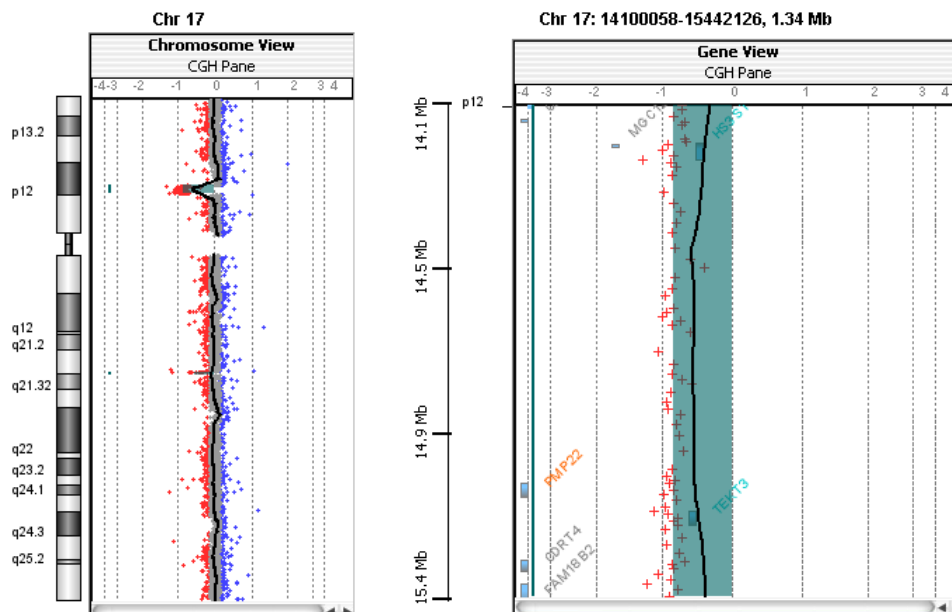 Chr 17
Chromosome View
CGH Pane
-4 -3 -2 -1 0 1 2 3 4
p13.2
p12
q12
q21.2
q21.32
q22
q23.2
q24.1
q24.3
q25.2
Chr 17: 14100058-15442126, 1.34 Mb
Gene View
CGH Pane
-4 -3 -2 -1 0 1 2 3 4
p12
14.1 Mb
14.5 Mb
14.9 Mb
15.4 Mb
PMP22
TEKT3
CDRT4
FAM18B2